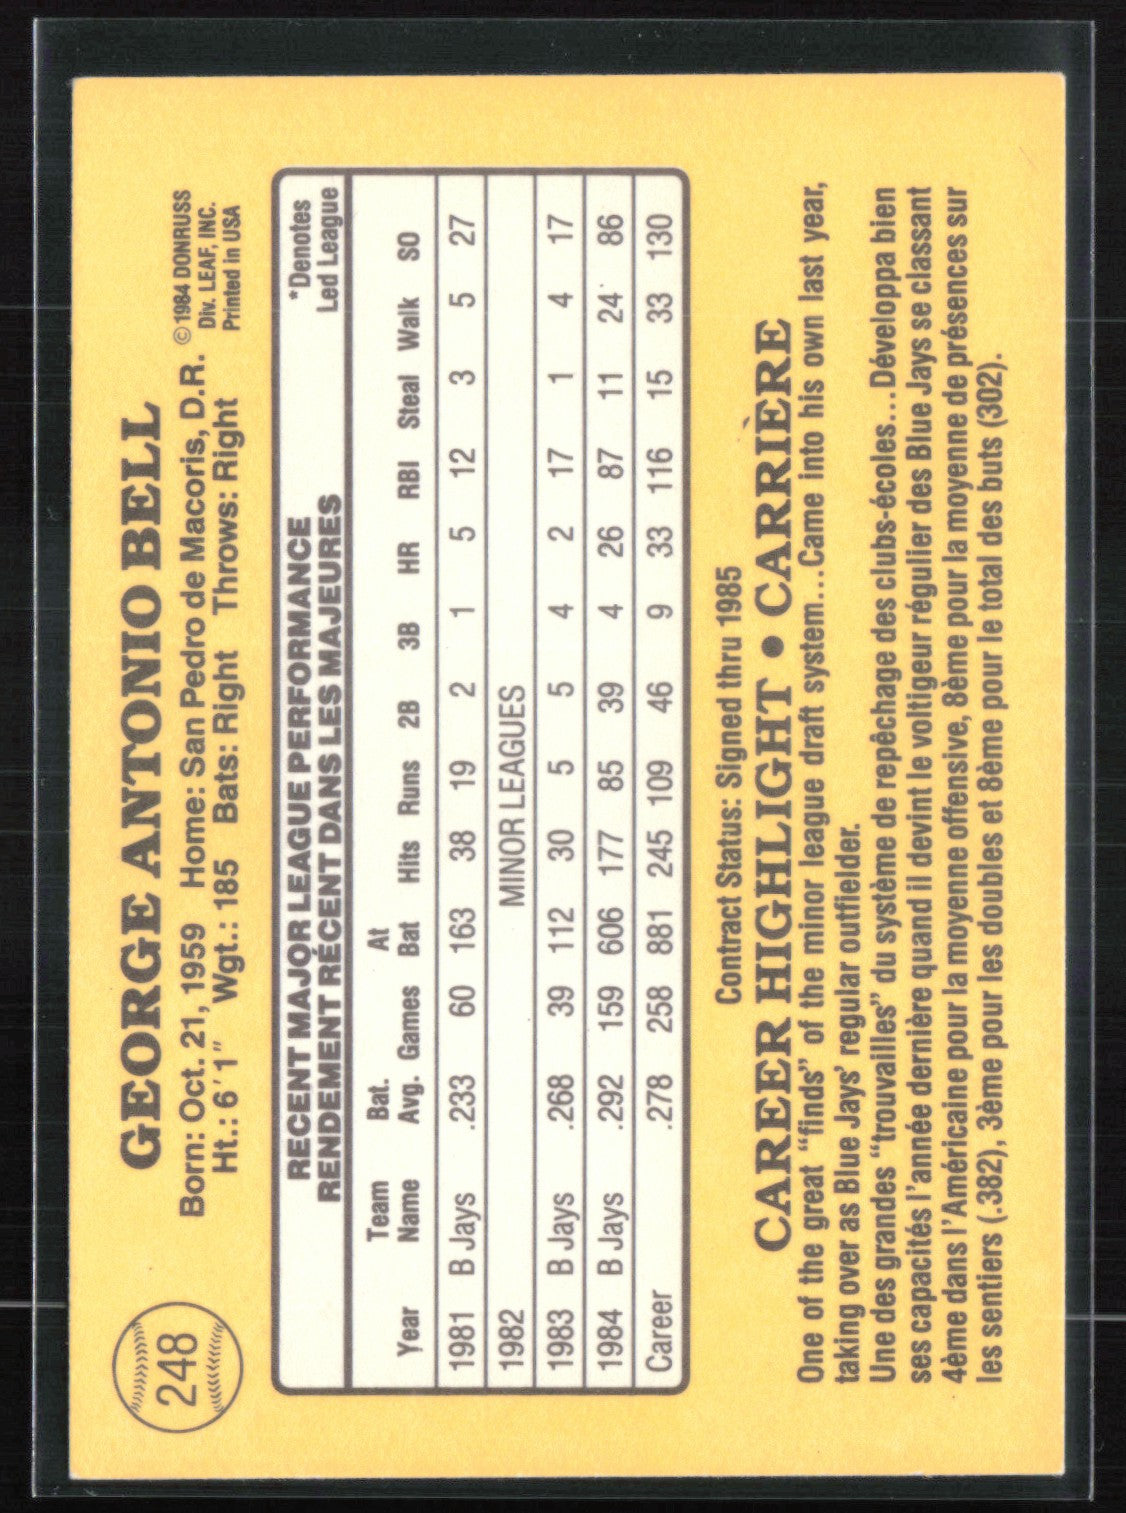 248
GEORGE ANTONIO BELL
Born: Oct. 21, 1959 Home: San Pedro de Macoris, D.R.
Ht.: 6'1" Wgt.: 185 Bats: Right Throws: Right
© 1984 DONRUSS
Div. LEAF, INC.
Printed in USA
RECENT MAJOR LEAGUE PERFORMANCE
RENDEMENT RÉCENT DANS LES MAJEURES
*Denotes
Led League
Year Team Name Bat. Avg. Games At Bat Hits Runs 2B 3B HR RBI Steal Walk SO
1981 B Jays .233 60 163 38 19 2 1 5 12 3 5 27
1982 MINOR LEAGUES
1983 B Jays .268 39 112 30 5 5 4 2 17 1 4 17
1984 B Jays .292 159 606 177 85 39 4 26 87 11 24 86
Career .278 258 881 245 109 46 9 33 116 15 33 130
Contract Status: Signed thru 1985
CAREER HIGHLIGHT • CARRIÈRE
One of the great "finds" of the minor league draft system...Came into his own last year,
taking over as Blue Jays' regular outfielder.
Une des grandes "trouvailles" du système de repêchage des clubs-écoles...Développa bien
ses capacités l'année dernière quand il devint le voltigeur régulier des Blue Jays se classant
4ème dans l'Américaine pour la moyenne offensive, 8ème pour la moyenne de présences sur
les sentiers (.382), 3ème pour les doubles et 8ème pour le total des buts (302).